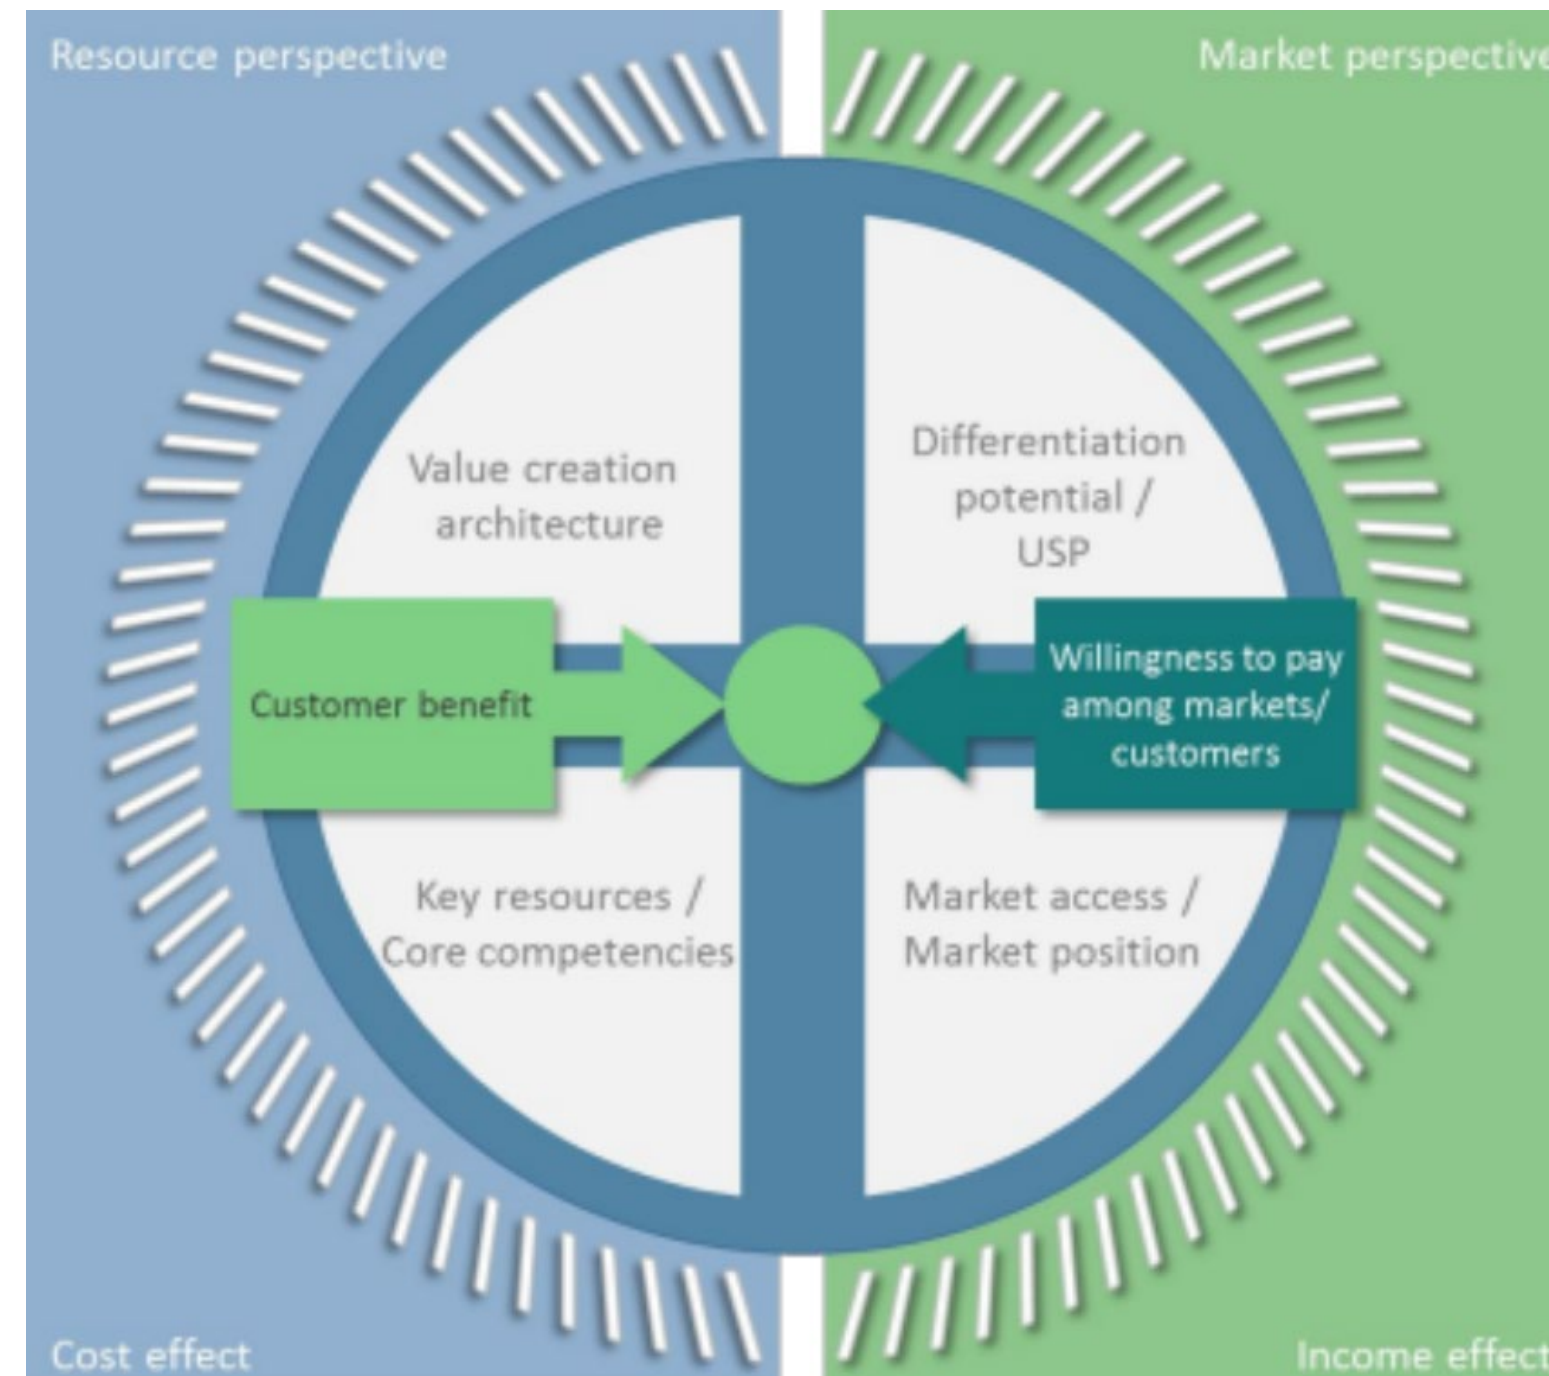 Resource perspective
Market perspective
Value creation
architecture
Differentiation
potential /
USP
Customer benefit
Willingness to pay
among markets/
customers
Key resources /
Core competencies
Market access /
Market position
Cost effect
Income effect